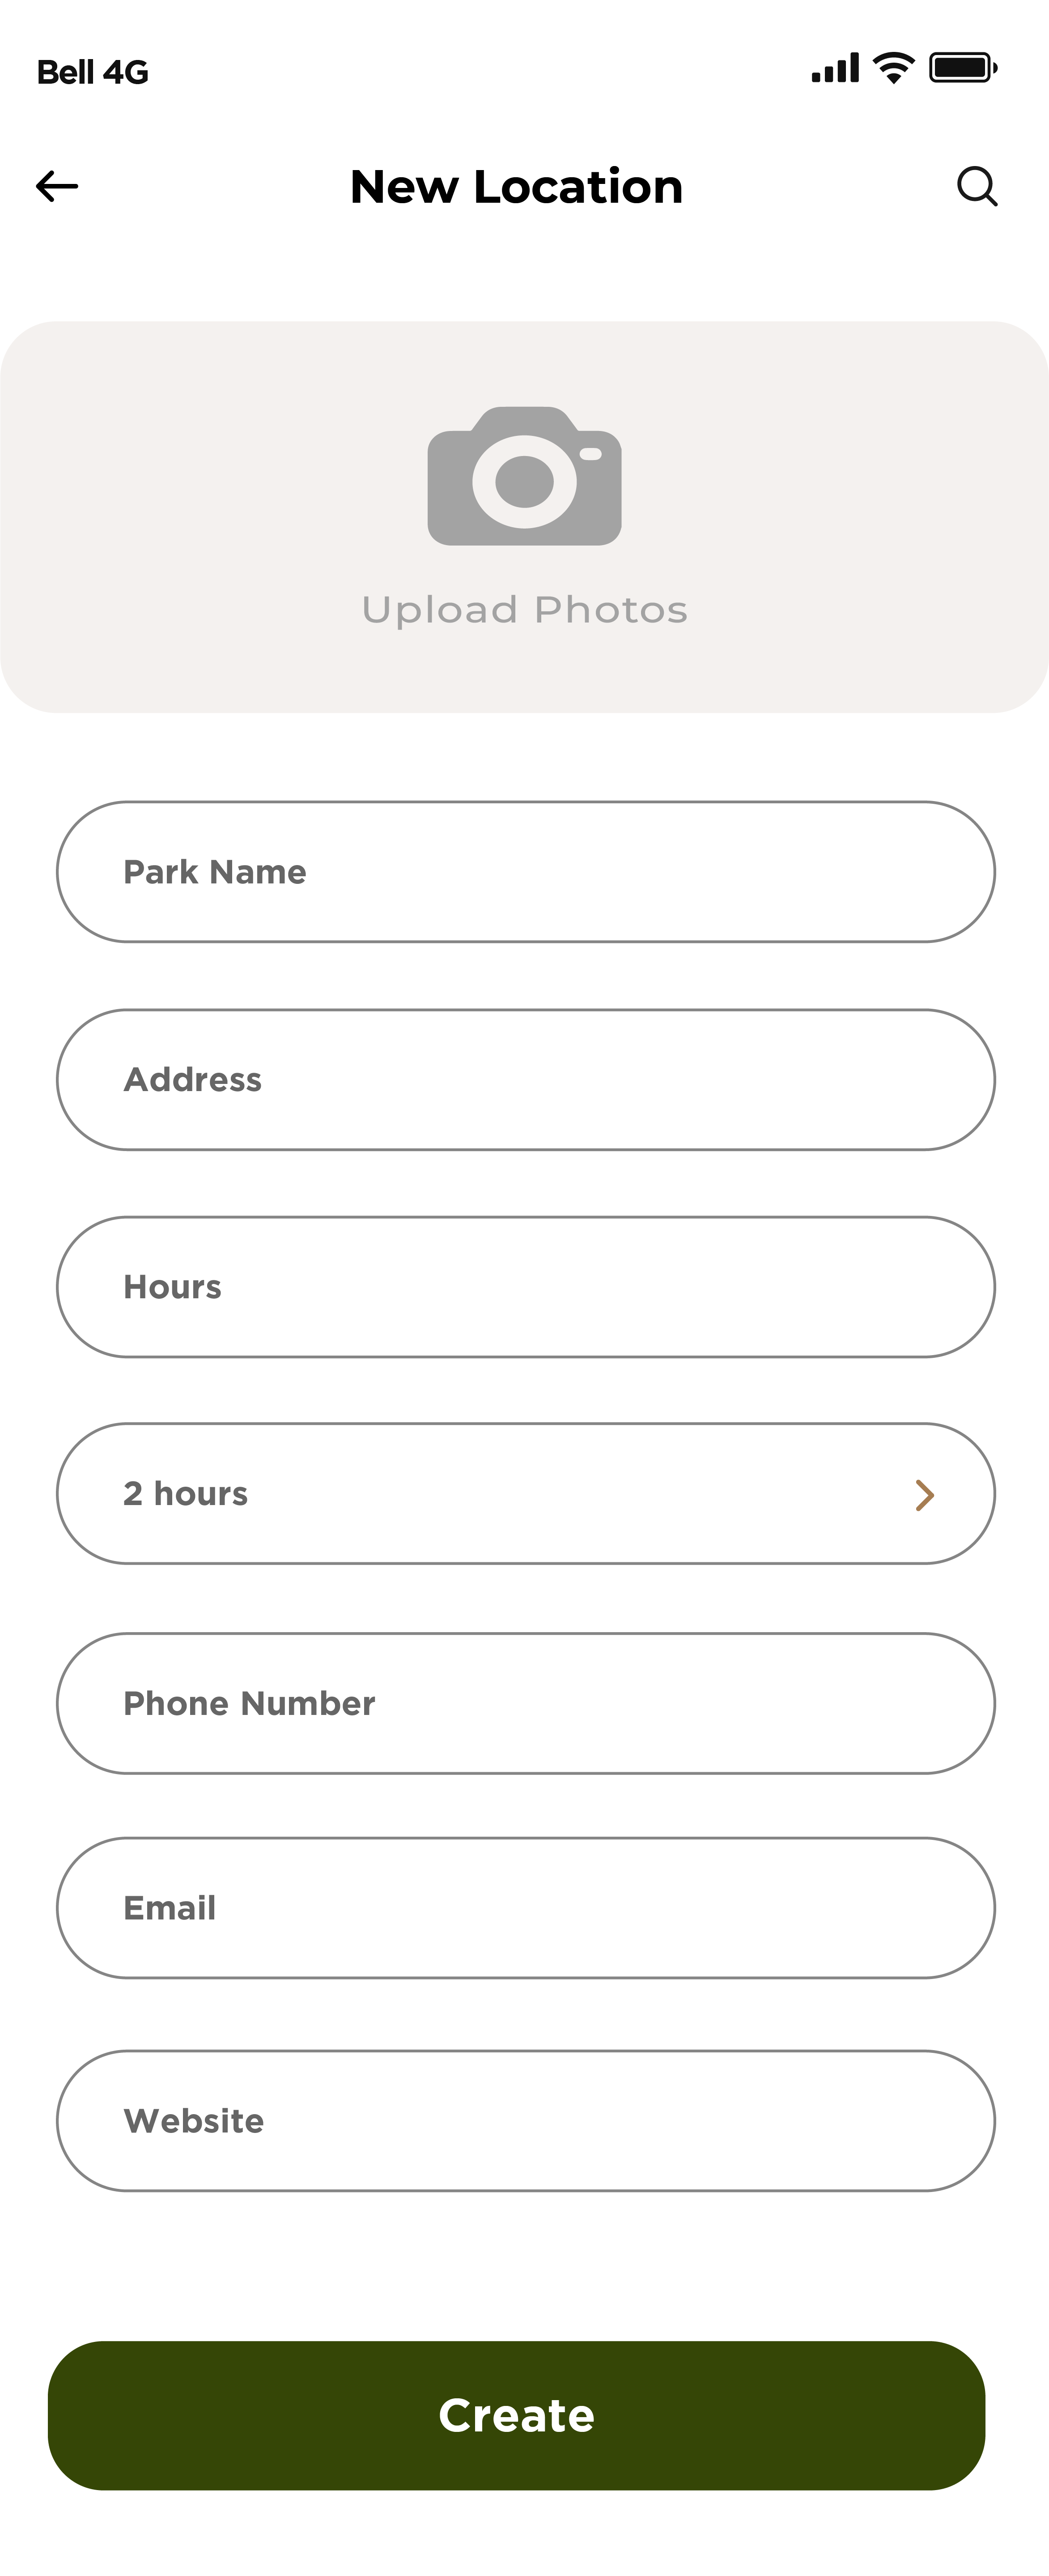 Bell 4G
New Location
Upload Photos
Park Name
Address
Hours
2 hours
Phone Number
Email
Website
Create